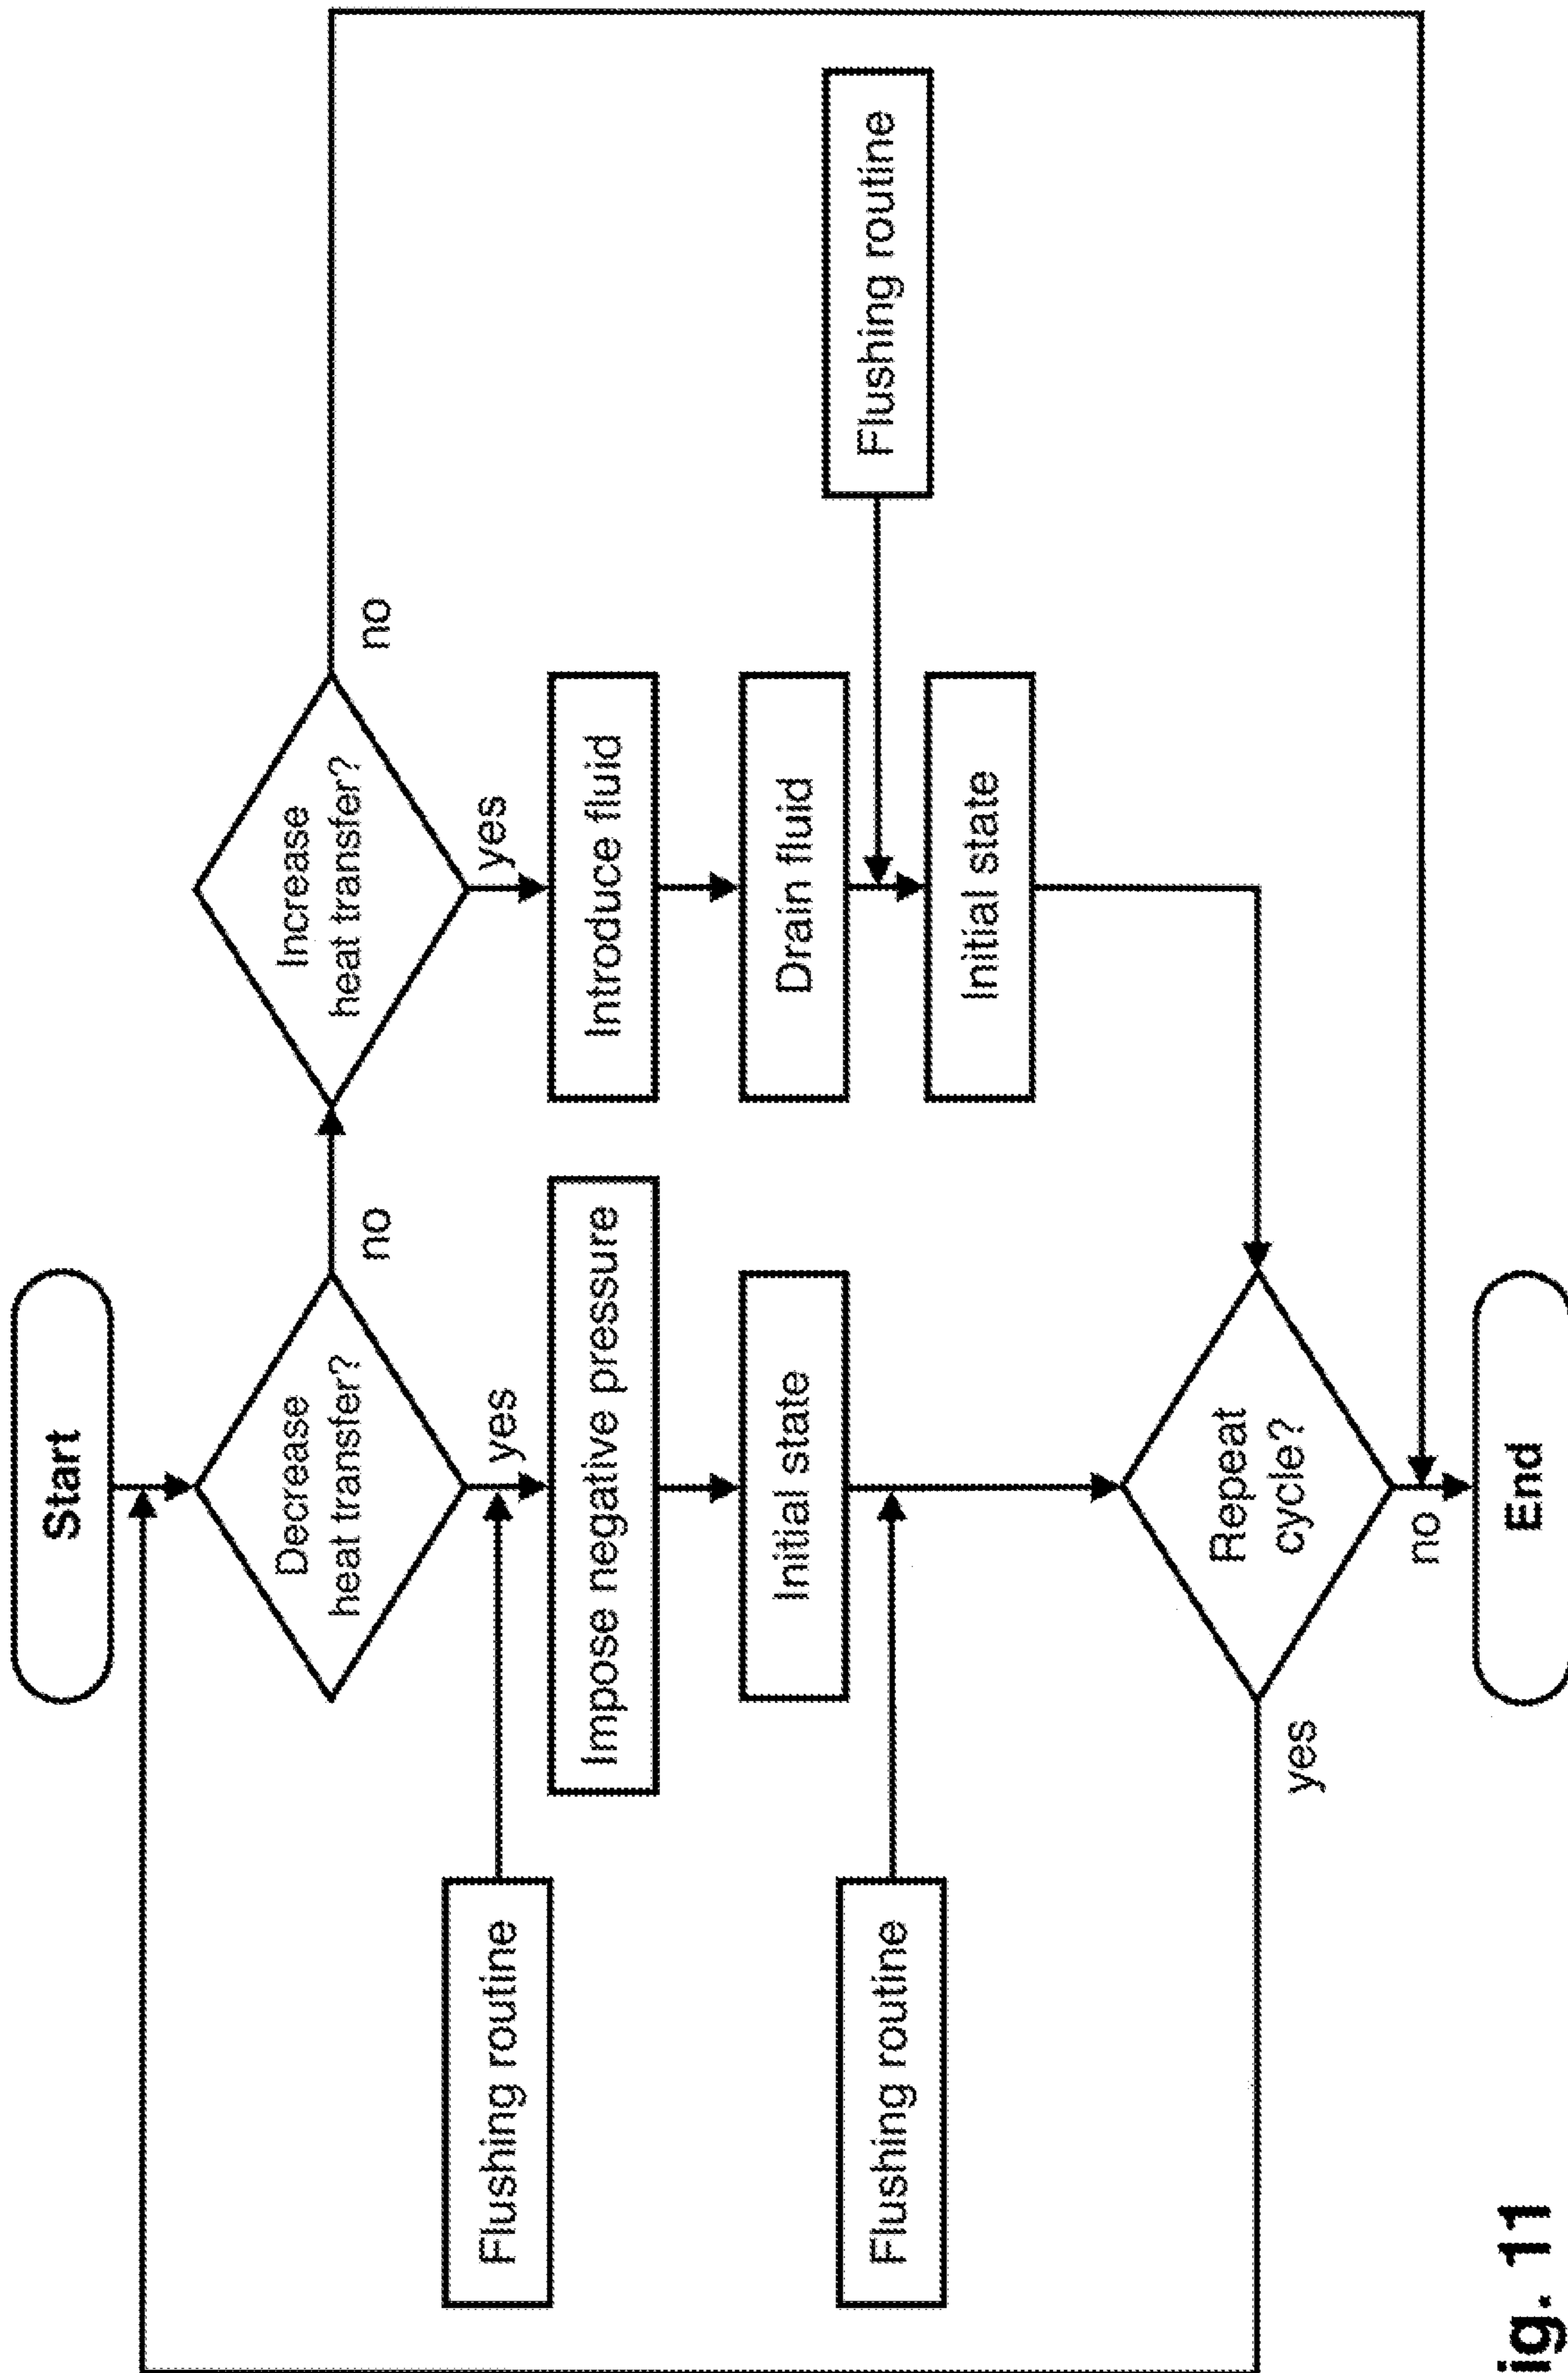 Start
Decrease
heat transfer?
no
Increase
heat transfer?
no
yes
yes
Flushing routine
Impose negative pressure
Introduce fluid
Initial state
Drain fluid
Flushing routine
Flushing routine
Initial state
Repeat
cycle?
yes
no
End
ig. 11